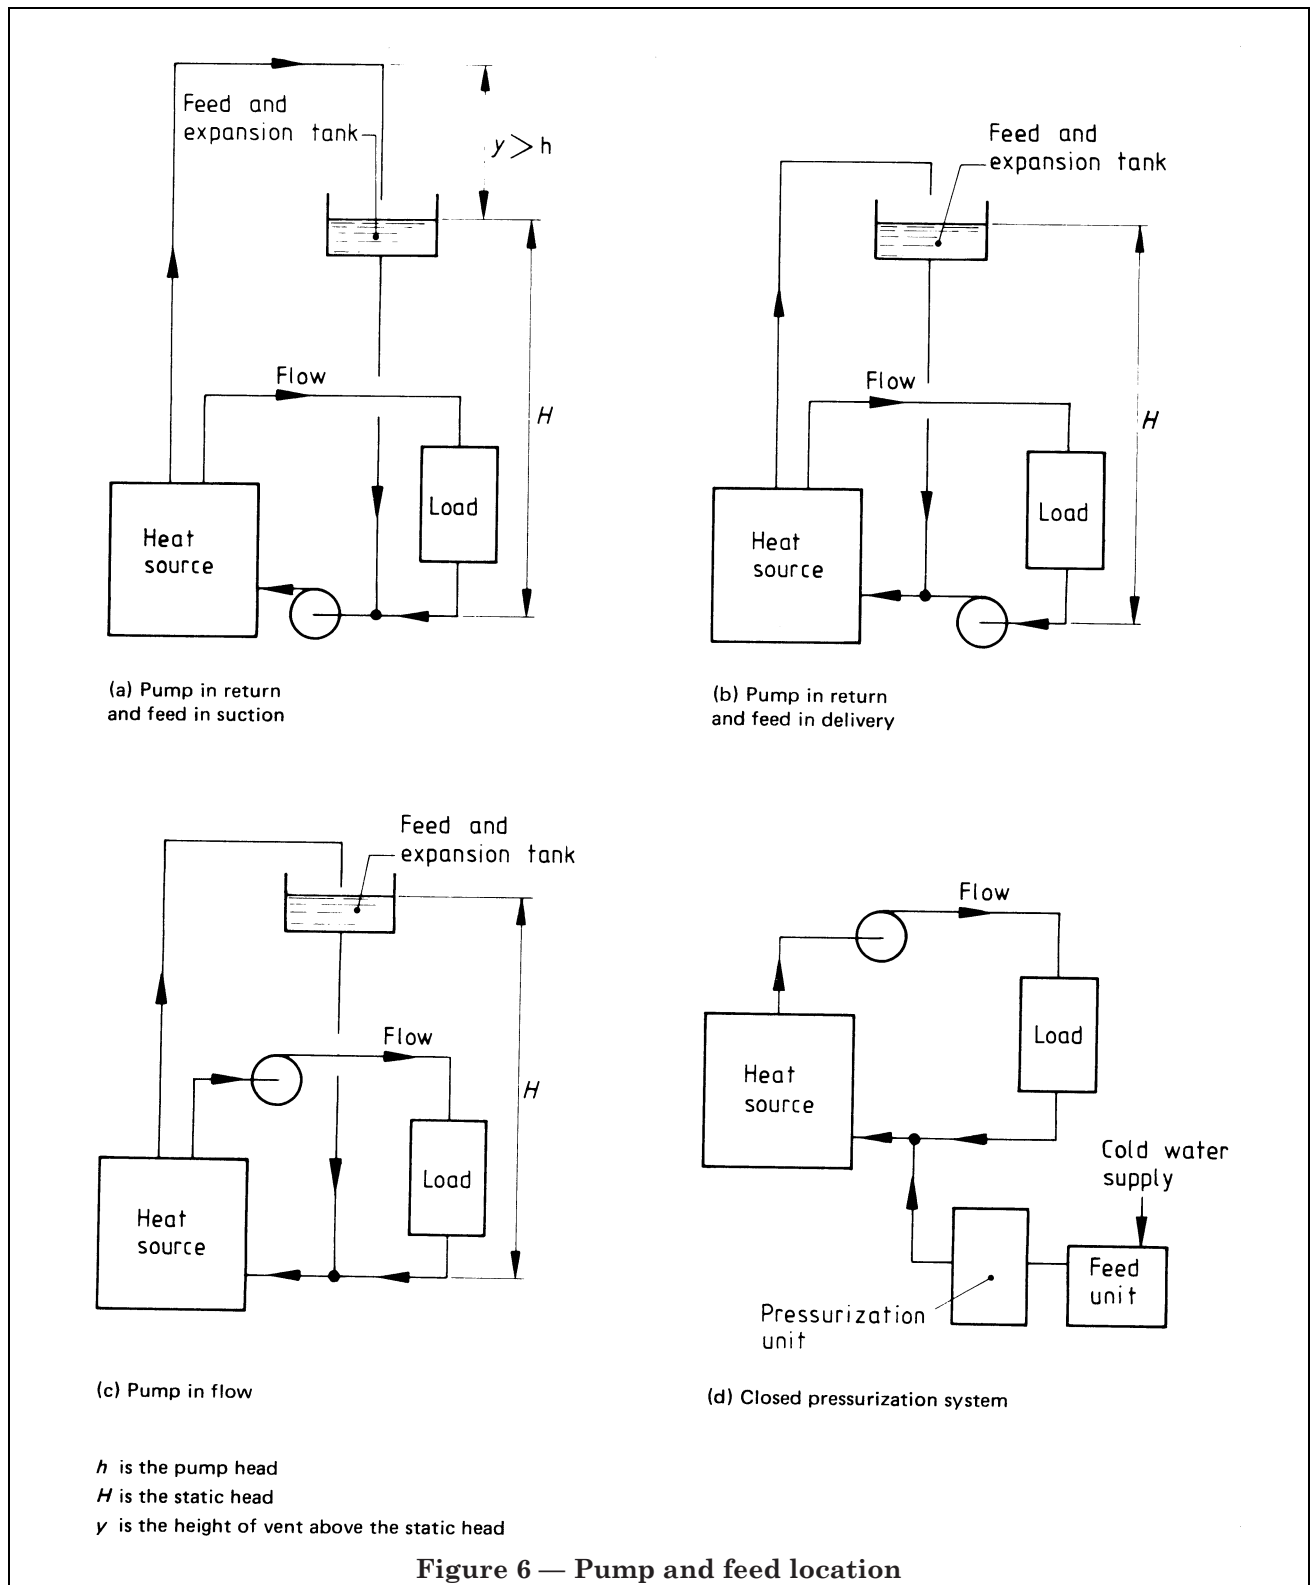 Feed and
expansion tank
y > h
Flow
H
Load
Heat
source
(a) Pump in return
and feed in suction
Feed and
expansion tank
Flow
H
Load
Heat
source
(b) Pump in return
and feed in delivery
Feed and
expansion tank
Flow
H
Load
Heat
source
(c) Pump in flow
Flow
Load
Heat
source
Cold water
supply
Feed
unit
Pressurization
unit
(d) Closed pressurization system
h is the pump head
H is the static head
y is the height of vent above the static head
Figure 6 — Pump and feed location